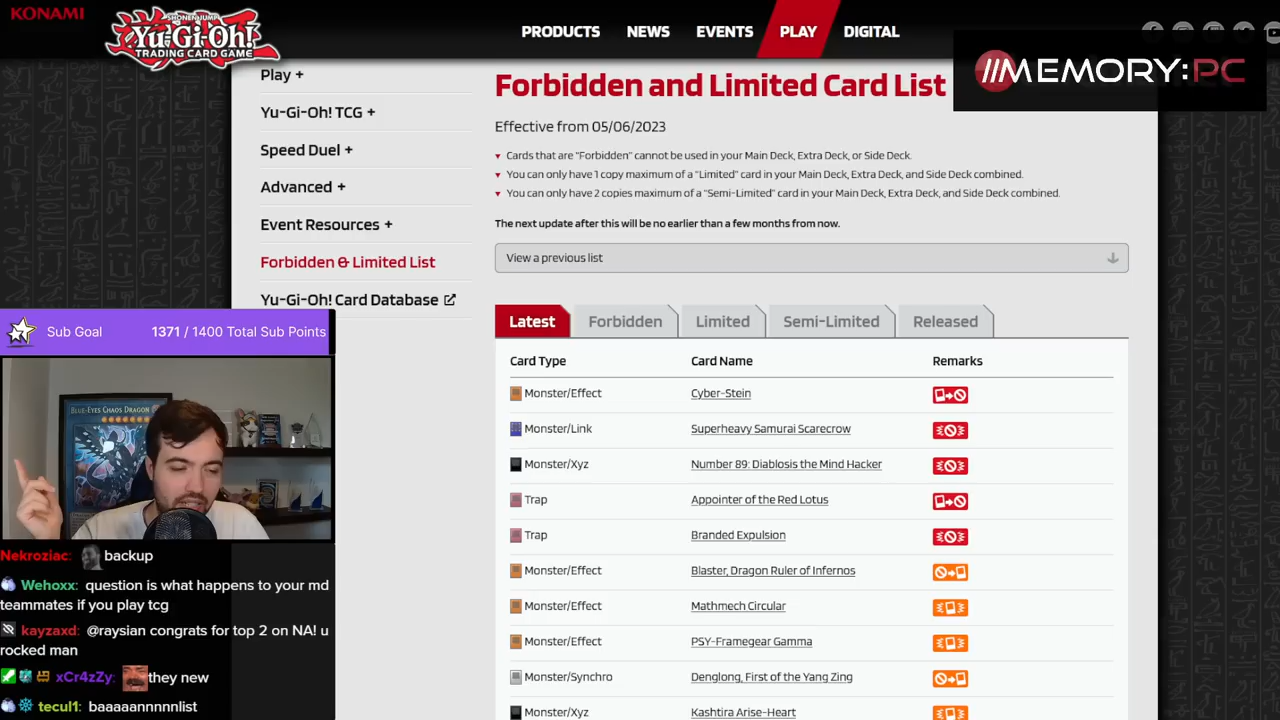 KONAMI
SHONEN JUMP
Yu-Gi-Oh!
TRADING CARD GAME
PRODUCTS
NEWS
EVENTS
PLAY
DIGITAL
//MEMORY:PC
Play +
Yu-Gi-Oh! TCG +
Speed Duel +
Advanced +
Event Resources +
Forbidden & Limited List
Yu-Gi-Oh! Card Database
Forbidden and Limited Card List
Effective from 05/06/2023
Cards that are "Forbidden" cannot be used in your Main Deck, Extra Deck, or Side Deck.
You can only have 1 copy maximum of a "Limited" card in your Main Deck, Extra Deck, and Side Deck combined.
You can only have 2 copies maximum of a "Semi-Limited" card in your Main Deck, Extra Deck, and Side Deck combined.
The next update after this will be no earlier than a few months from now.
View a previous list
Latest
Forbidden
Limited
Semi-Limited
Released
Card Type Card Name Remarks
Monster/Effect Cyber-Stein
Monster/Link Superheavy Samurai Scarecrow
Monster/Xyz Number 89: Diablosis the Mind Hacker
Trap Appointer of the Red Lotus
Trap Branded Expulsion
Monster/Effect Blaster, Dragon Ruler of Infernos
Monster/Effect Mathmech Circular
Monster/Effect PSY-Framegear Gamma
Monster/Synchro Denglong, First of the Yang Zing
Monster/Xyz Kashtira Arise-Heart
Sub Goal 1371 / 1400 Total Sub Points
BLUE-EYES CHAOS DRAGON
Nekroziac: backup
Wehoxx: question is what happens to your md
teammates if you play tcg
kayzaxd: @raysian congrats for top 2 on NA! u
rocked man
xCr4zZy: they new
tecul1: baaaaannnnnlist